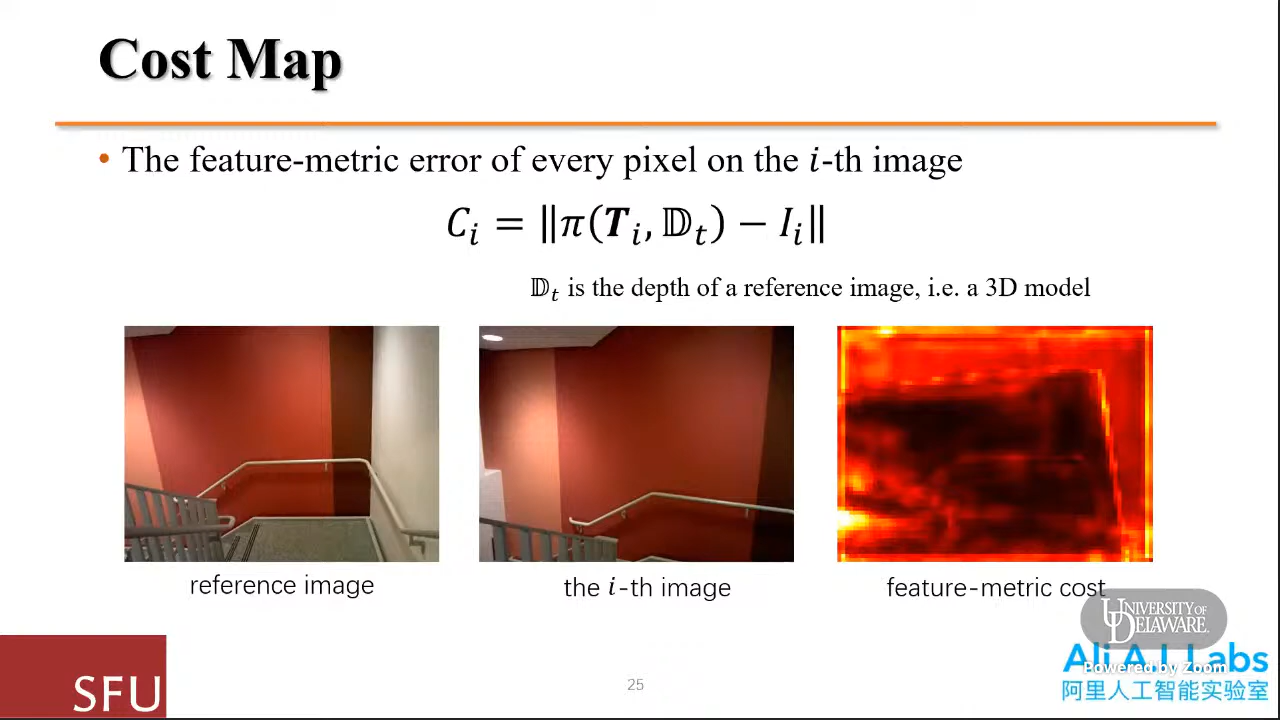 Cost Map
• The feature-metric error of every pixel on the i-th image
C_i = ‖π(T_i, 𝔻_t) − I_i‖
𝔻_t is the depth of a reference image, i.e. a 3D model
reference image
the i-th image
feature-metric cost
UNIVERSITY OF
DELAWARE.
UD
Ali A.I. Labs
Powered by Zoom
阿里人工智能实验室
SFU
25